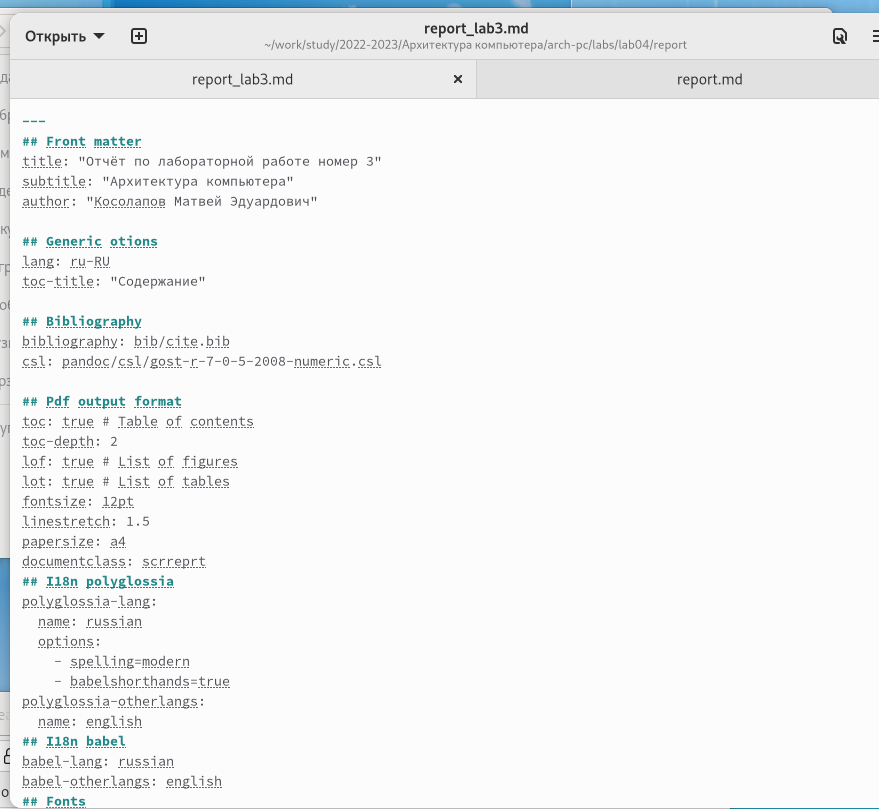 Открыть
report_lab3.md
~/work/study/2022-2023/Архитектура компьютера/arch-pc/labs/lab04/report
report_lab3.md
report.md
---
## Front matter
title: "Отчёт по лабораторной работе номер 3"
subtitle: "Архитектура компьютера"
author: "Косолапов Матвей Эдуардович"
## Generic otions
lang: ru-RU
toc-title: "Содержание"
## Bibliography
bibliography: bib/cite.bib
csl: pandoc/csl/gost-r-7-0-5-2008-numeric.csl
## Pdf output format
toc: true # Table of contents
toc-depth: 2
lof: true # List of figures
lot: true # List of tables
fontsize: 12pt
linestretch: 1.5
papersize: a4
documentclass: scrreprt
## I18n polyglossia
polyglossia-lang:
  name: russian
  options:
    - spelling=modern
    - babelshorthands=true
polyglossia-otherlangs:
  name: english
## I18n babel
babel-lang: russian
babel-otherlangs: english
## Fonts